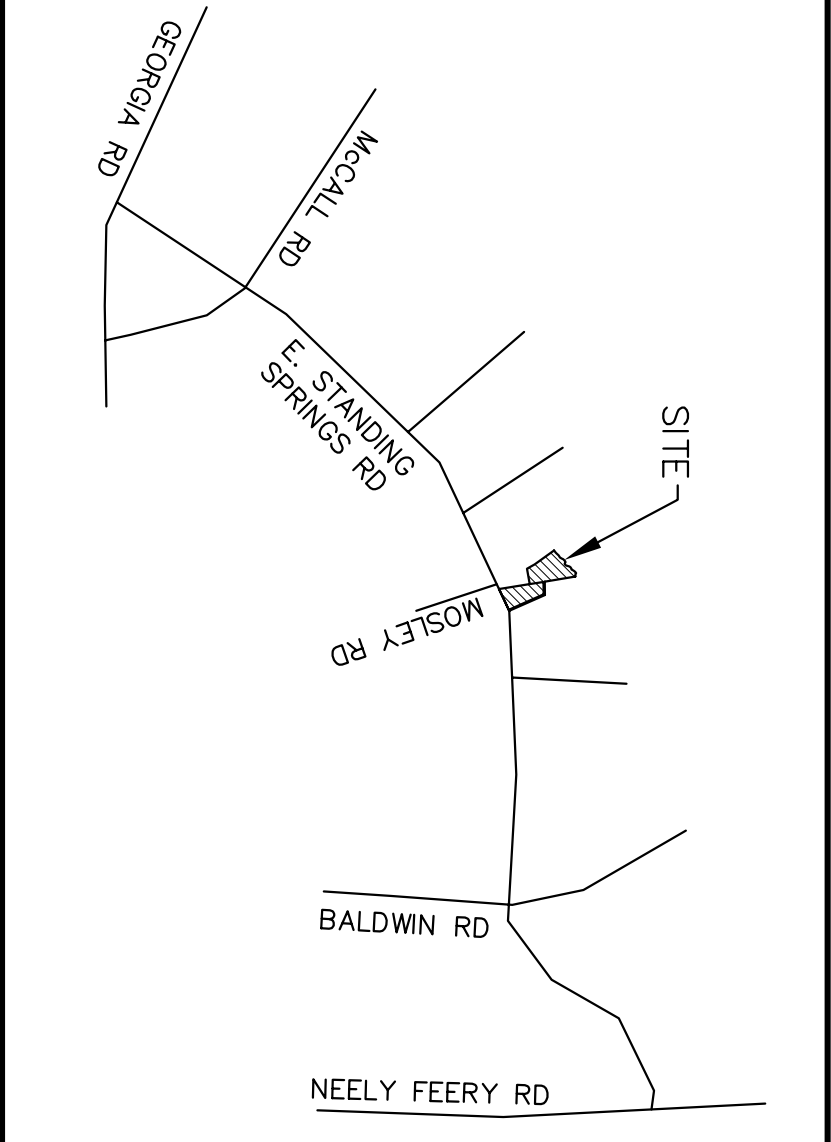 GEORGIA RD
McCALL RD
E. STANDING
SPRINGS RD
SITE
MOSLEY RD
BALDWIN RD
NEELY FEERY RD